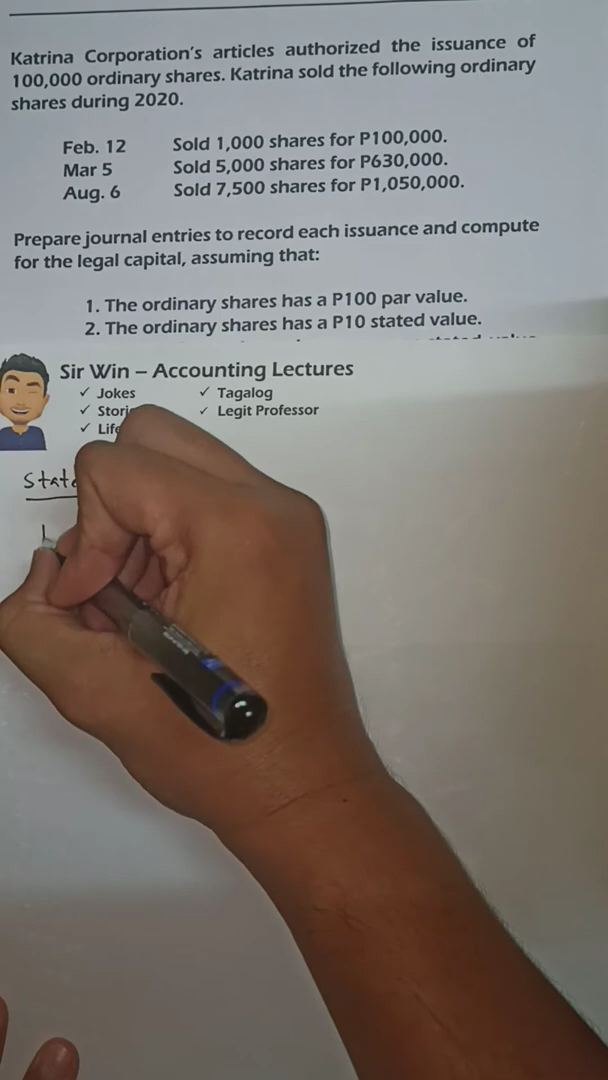 Katrina Corporation's articles authorized the issuance of
100,000 ordinary shares. Katrina sold the following ordinary
shares during 2020.
Feb. 12 Sold 1,000 shares for P100,000.
Mar 5 Sold 5,000 shares for P630,000.
Aug. 6 Sold 7,500 shares for P1,050,000.
Prepare journal entries to record each issuance and compute
for the legal capital, assuming that:
1. The ordinary shares has a P100 par value.
2. The ordinary shares has a P10 stated value.
Sir Win – Accounting Lectures
✓ Jokes ✓ Tagalog
✓ Stori ✓ Legit Professor
✓ Life
State